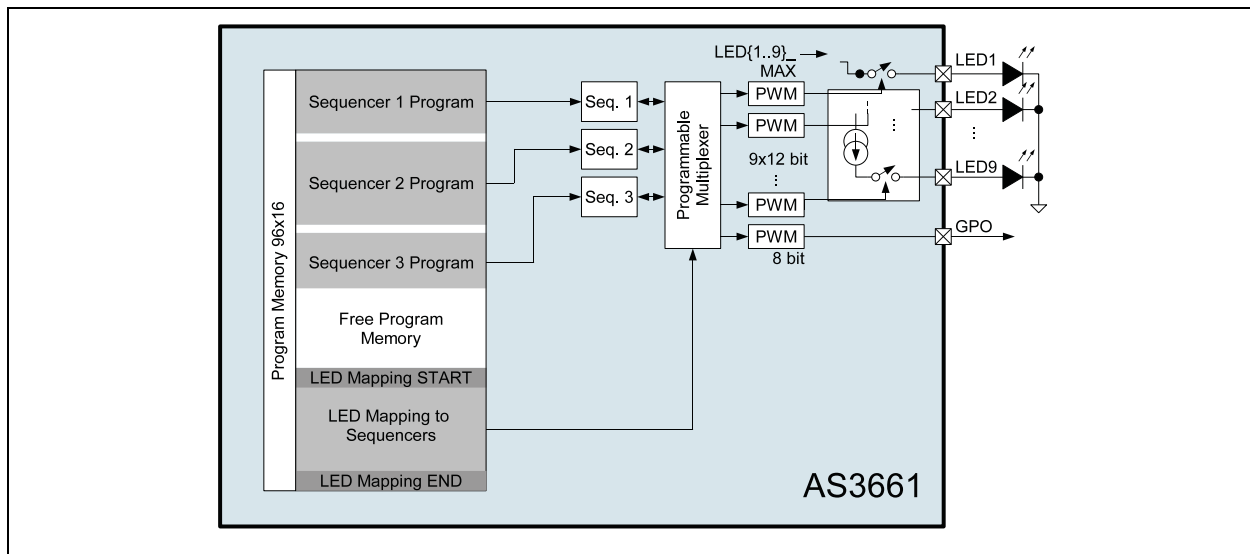 Program Memory 96x16
Sequencer 1 Program
Sequencer 2 Program
Sequencer 3 Program
Free Program
Memory
LED Mapping START
LED Mapping to
Sequencers
LED Mapping END
Seq. 1
Seq. 2
Seq. 3
Programmable
Multiplexer
LED{1..9}_
MAX
PWM
PWM
9x12 bit
⋮
PWM
PWM
8 bit
⋮
LED1
LED2
⋮
LED9
GPO
AS3661